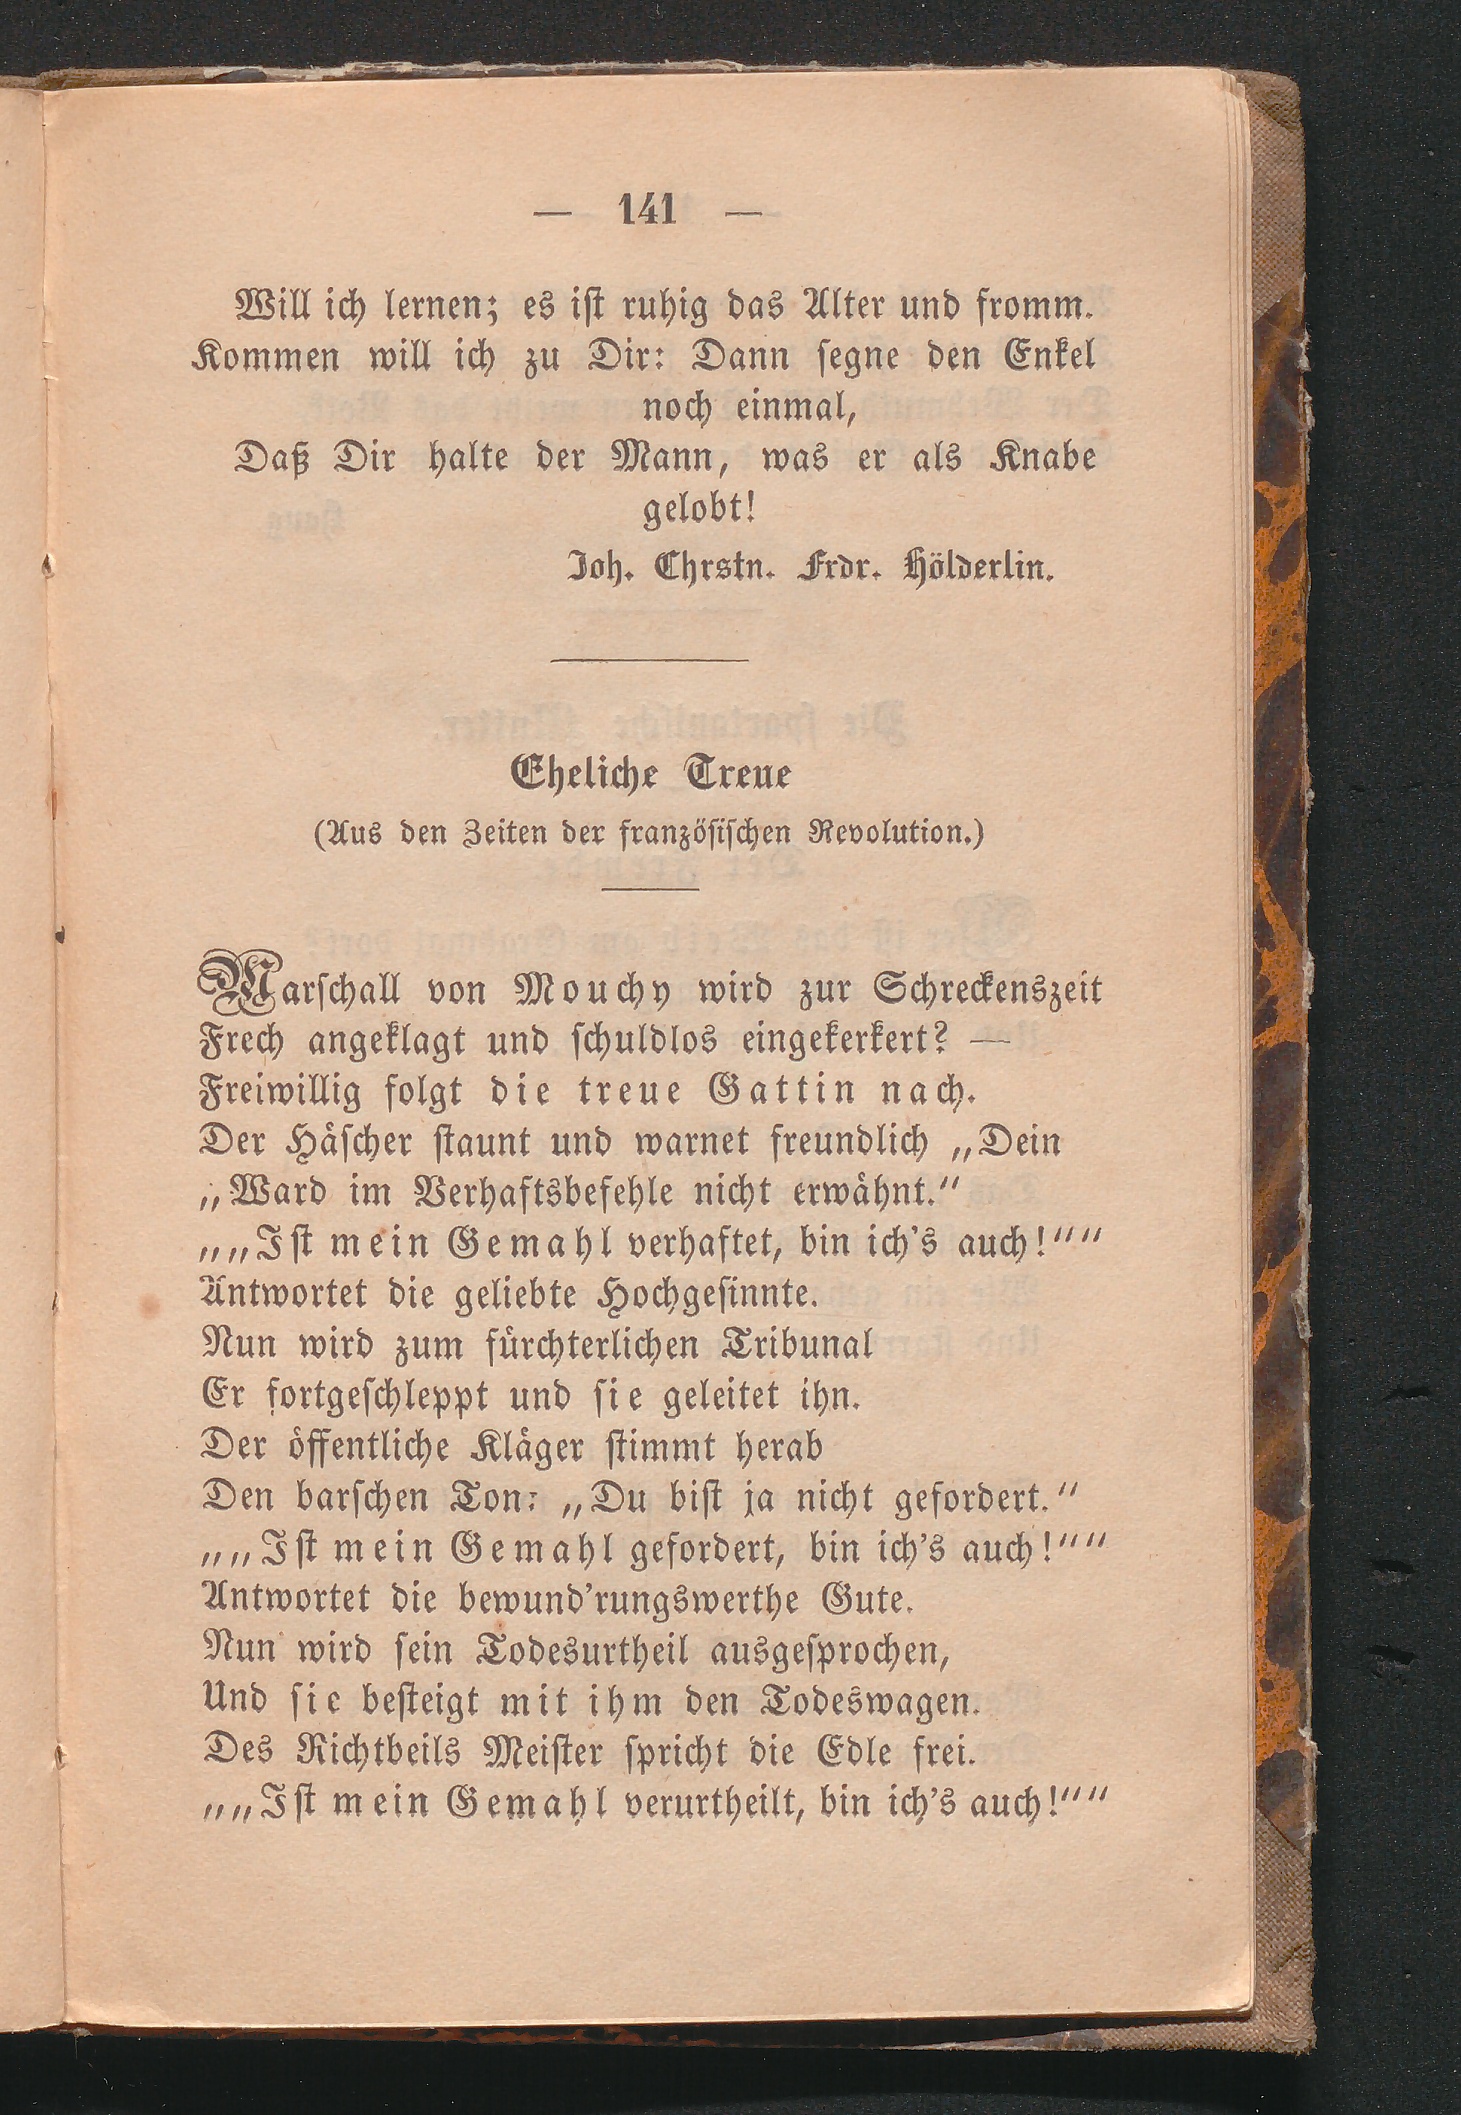 — 141 —
Will ich lernen; es ist ruhig das Alter und fromm.
Kommen will ich zu Dir: Dann segne den Enkel
noch einmal,
Daß Dir halte der Mann, was er als Knabe
gelobt!
Joh. Chrstn. Frdr. Hölderlin.
Eheliche Treue
(Aus den Zeiten der französischen Revolution.)
Marschall von Mouchy wird zur Schreckenszeit
Frech angeklagt und schuldlos eingekerkert? —
Freiwillig folgt die treue Gattin nach.
Der Häscher staunt und warnet freundlich „Dein
„Ward im Verhaftsbefehle nicht erwähnt.“
„„Ist mein Gemahl verhaftet, bin ich's auch!““
Antwortet die geliebte Hochgesinnte.
Nun wird zum fürchterlichen Tribunal
Er fortgeschleppt und sie geleitet ihn.
Der öffentliche Kläger stimmt herab
Den barschen Ton: „Du bist ja nicht gefordert.“
„„Ist mein Gemahl gefordert, bin ich's auch!““
Antwortet die bewund'rungswerthe Gute.
Nun wird sein Todesurtheil ausgesprochen,
Und sie besteigt mit ihm den Todeswagen.
Des Richtbeils Meister spricht die Edle frei.
„„Ist mein Gemahl verurtheilt, bin ich's auch!““